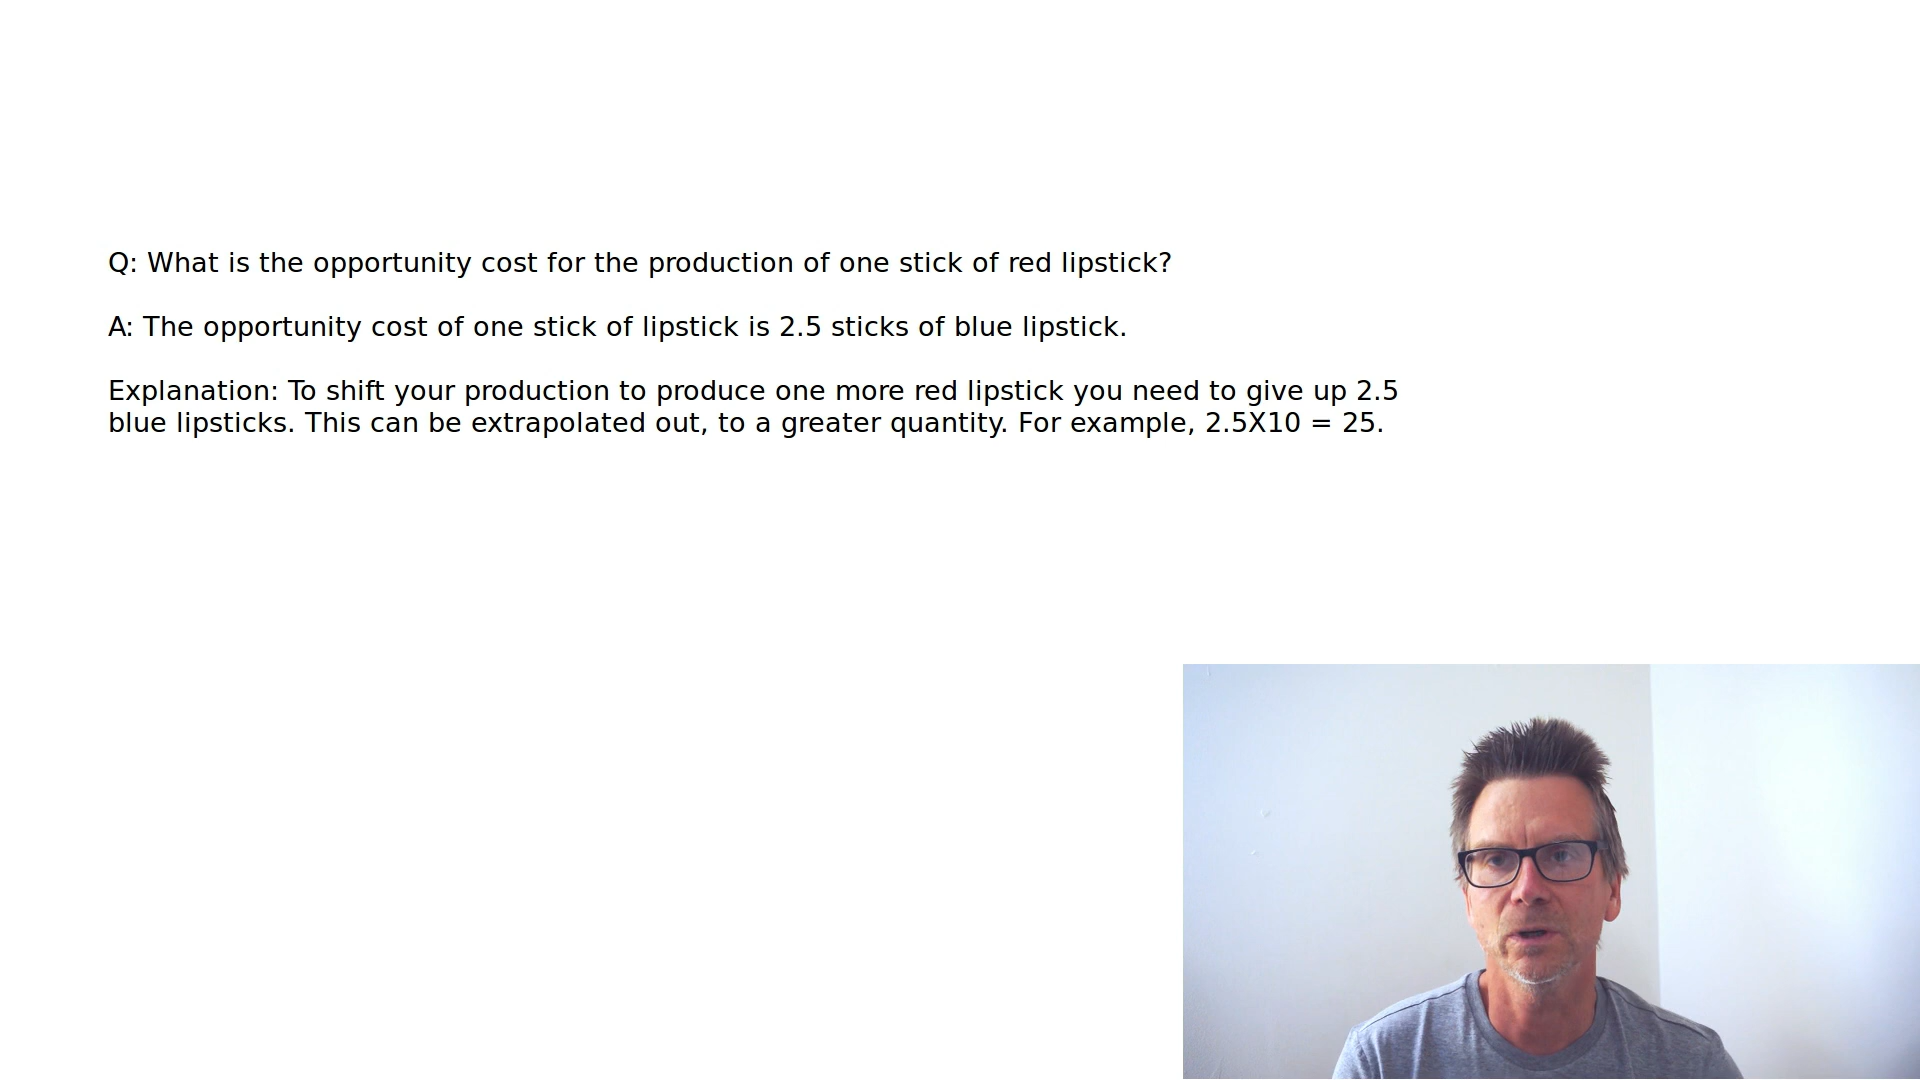 Q: What is the opportunity cost for the production of one stick of red lipstick?
A: The opportunity cost of one stick of lipstick is 2.5 sticks of blue lipstick.
Explanation: To shift your production to produce one more red lipstick you need to give up 2.5
blue lipsticks. This can be extrapolated out, to a greater quantity. For example, 2.5X10 = 25.